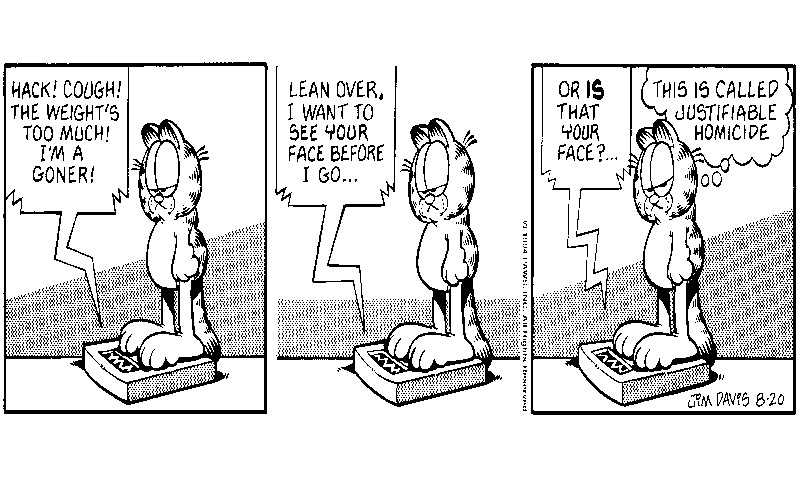 HACK! COUGH!
THE WEIGHT'S
TOO MUCH!
I'M A
GONER!
LEAN OVER.
I WANT TO
SEE YOUR
FACE BEFORE
I GO...
OR IS
THAT
YOUR
FACE?...
THIS IS CALLED
JUSTIFIABLE
HOMICIDE
JIM DAVIS 8-20